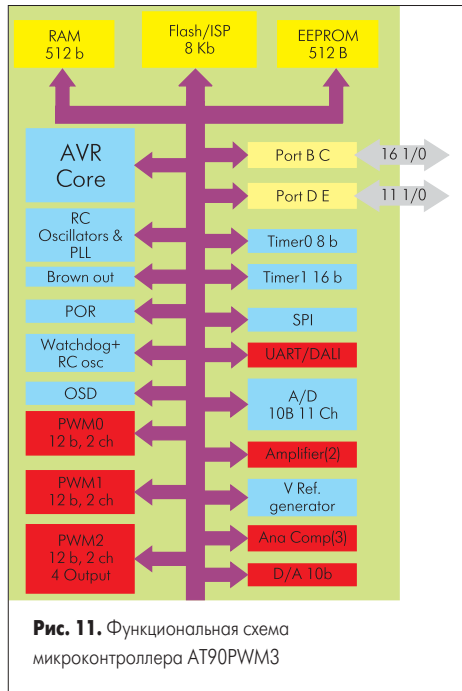 RAM
512 b
Flash/ISP
8 Kb
EEPROM
512 B
AVR
Core
Port B C
16 1/0
Port D E
11 1/0
RC
Oscillators &
PLL
Timer0 8 b
Brown out
Timer1 16 b
POR
SPI
Watchdog+
RC osc
UART/DALI
OSD
A/D
10B 11 Ch
PWM0
12 b, 2 ch
Amplifier(2)
PWM1
12 b, 2 ch
V Ref.
generator
PWM2
12 b, 2 ch
4 Output
Ana Comp(3)
D/A 10b
Рис. 11. Функциональная схема
микроконтроллера AT90PWM3